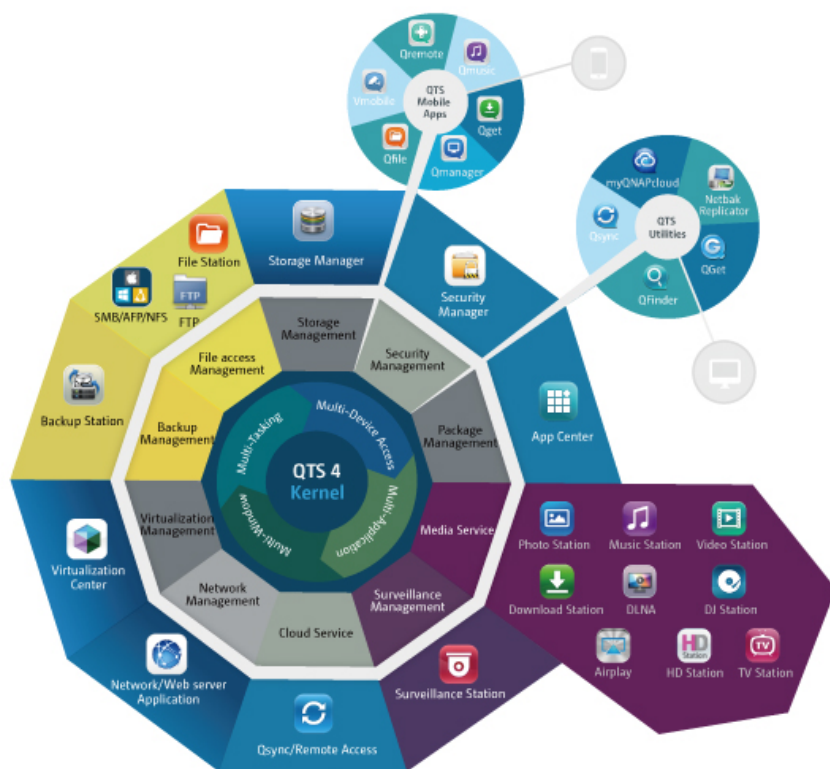 Qremote
Qmusic
Vmobile
QTS
Mobile
Apps
Qget
Qfile
Qmanager
myQNAPcloud
Netbak
Replicator
Qsync
QTS
Utilities
QGet
QFinder
File Station
Storage Manager
Security
Manager
SMB/AFP/NFS
FTP
FTP
Storage
Management
File access
Management
Security
Management
Backup Station
Backup
Management
Package
Management
App Center
Multi-Tasking
Multi-Device Access
QTS 4
Kernel
Multi-Window
Multi-Application
Virtualization
Management
Media Service
Virtualization
Center
Network
Management
Surveillance
Management
Cloud Service
Photo Station
Music Station
Video Station
Download Station
DLNA
DJ Station
Airplay
HD
Station
HD Station
TV
TV Station
Network/Web server
Application
Surveillance Station
Qsync/Remote Access